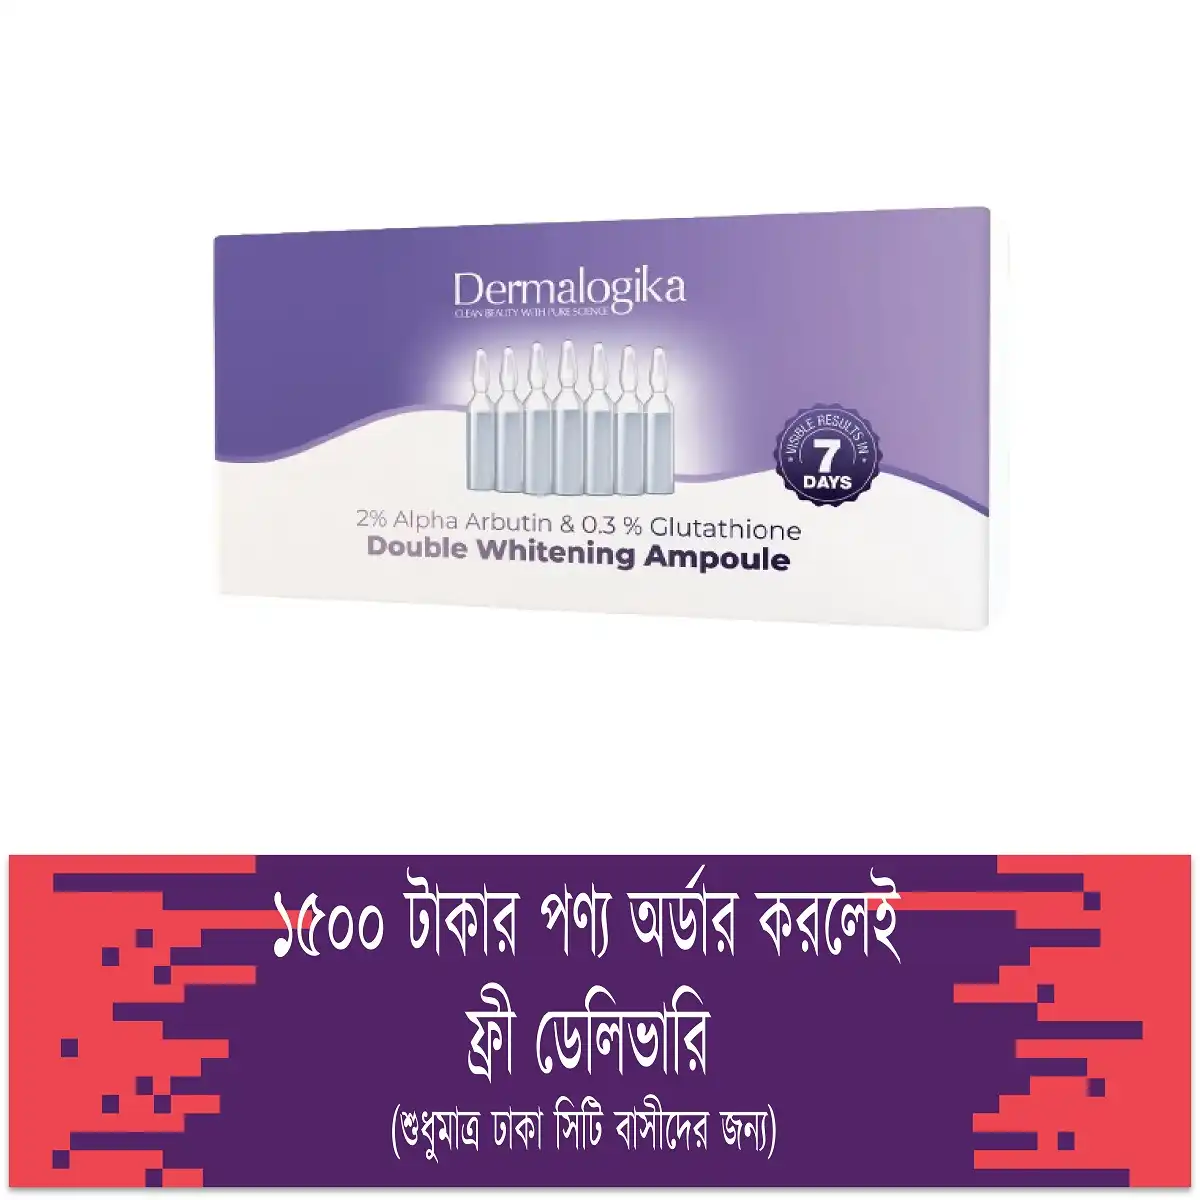 Dermalogika
CLEAN BEAUTY WITH PURE SCIENCE
VISIBLE RESULTS IN
7
DAYS
2% Alpha Arbutin & 0.3 % Glutathione
Double Whitening Ampoule
১৫০০ টাকার পণ্য অর্ডার করলেই
ফ্রী ডেলিভারি
(শুধুমাত্র ঢাকা সিটি বাসীদের জন্য)